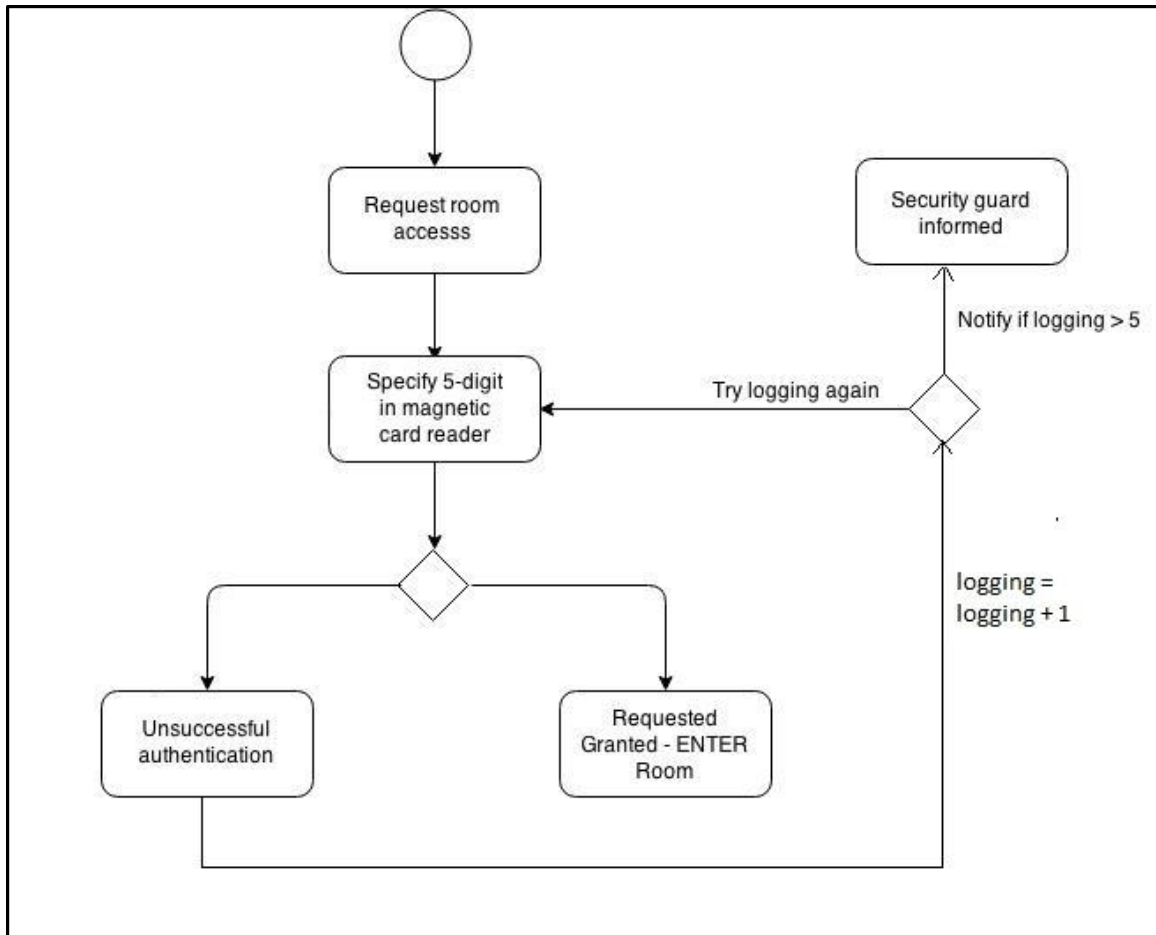 Request room
accesss
Security guard
informed
Notify if logging > 5
Specify 5-digit
in magnetic
card reader
Try logging again
logging =
logging + 1
Unsuccessful
authentication
Requested
Granted - ENTER
Room